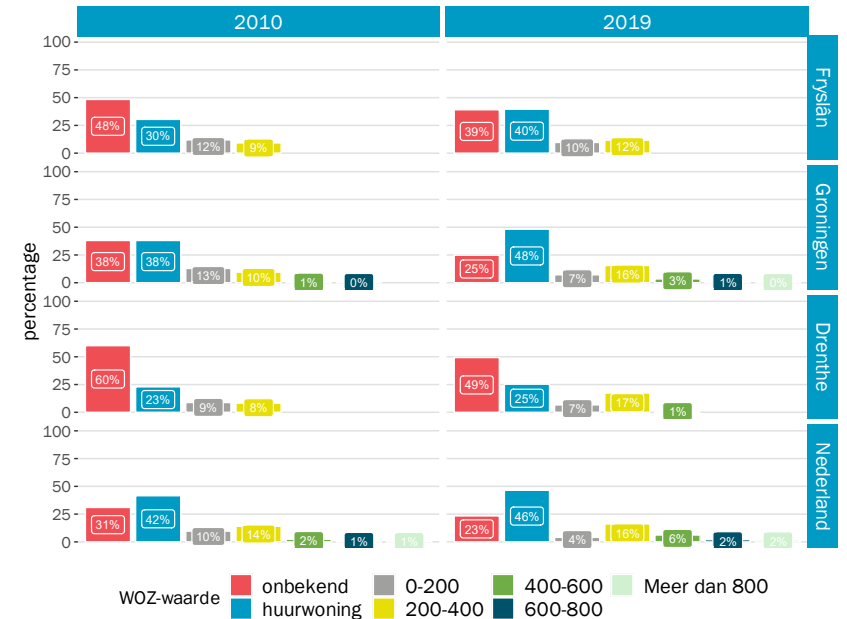 2010 2019
percentage
Fryslân
100
75
50
25
0
48% 30% 12% 9%
39% 40% 10% 12%
Groningen
100
75
50
25
0
38% 38% 13% 10% 1% 0%
25% 48% 7% 16% 3% 1% 0%
Drenthe
100
75
50
25
0
60% 23% 9% 8%
49% 25% 7% 17% 1%
Nederland
100
75
50
25
0
31% 42% 10% 14% 2% 1% 1%
23% 46% 4% 16% 6% 2% 2%
WOZ-waarde
onbekend 0-200 400-600 Meer dan 800
huurwoning 200-400 600-800